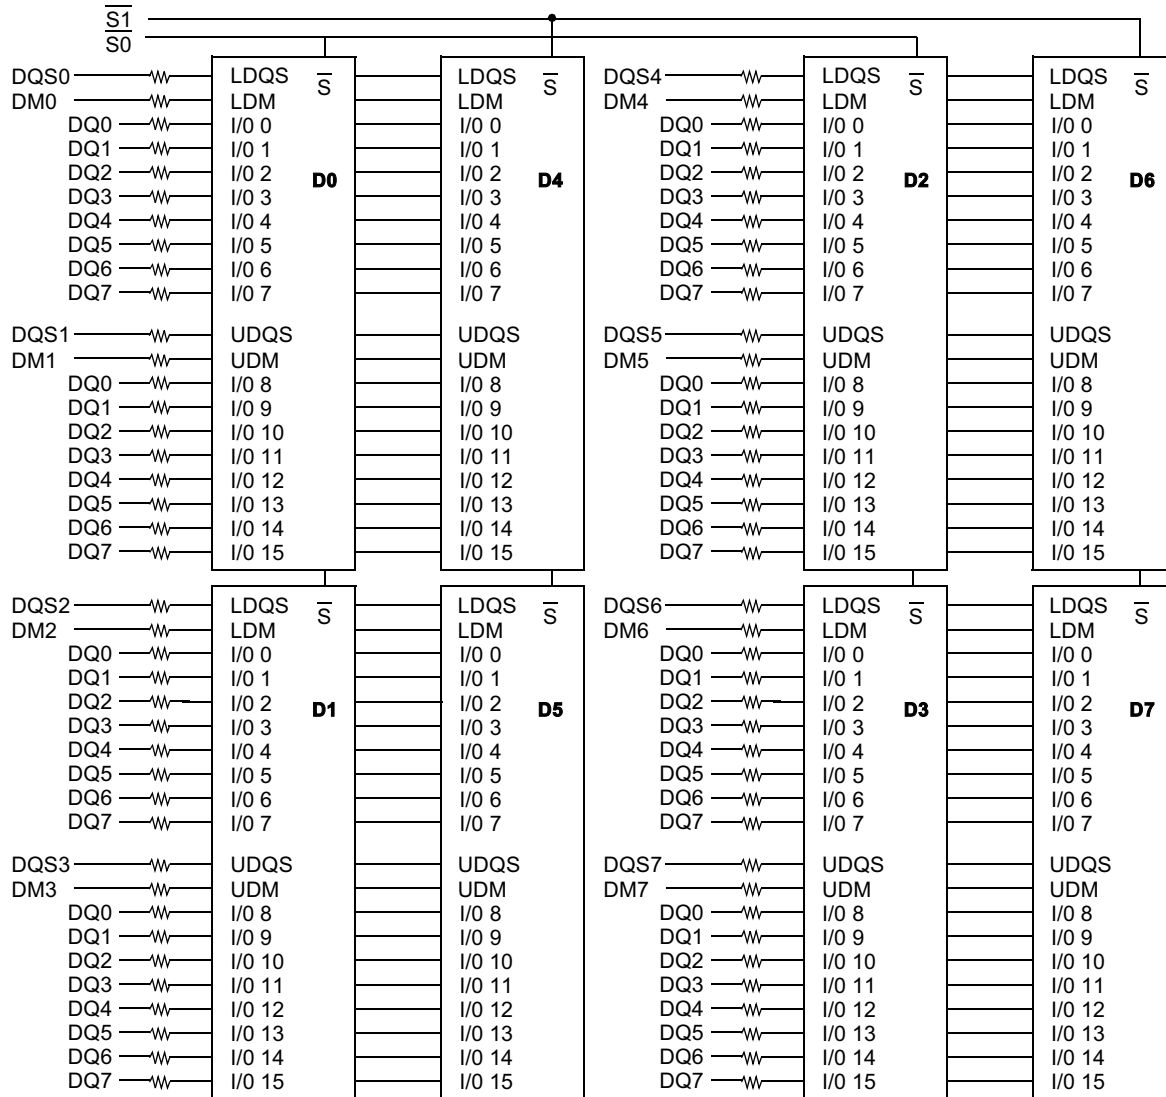 S1
S0
DQS0 LDQS S LDQS S DQS4 LDQS S LDQS S
DM0 LDM LDM DM4 LDM LDM
DQ0 I/0 0 I/0 0 DQ0 I/0 0 I/0 0
DQ1 I/0 1 I/0 1 DQ1 I/0 1 I/0 1
DQ2 I/0 2 D0 I/0 2 D4 DQ2 I/0 2 D2 I/0 2 D6
DQ3 I/0 3 I/0 3 DQ3 I/0 3 I/0 3
DQ4 I/0 4 I/0 4 DQ4 I/0 4 I/0 4
DQ5 I/0 5 I/0 5 DQ5 I/0 5 I/0 5
DQ6 I/0 6 I/0 6 DQ6 I/0 6 I/0 6
DQ7 I/0 7 I/0 7 DQ7 I/0 7 I/0 7
DQS1 UDQS UDQS DQS5 UDQS UDQS
DM1 UDM UDM DM5 UDM UDM
DQ0 I/0 8 I/0 8 DQ0 I/0 8 I/0 8
DQ1 I/0 9 I/0 9 DQ1 I/0 9 I/0 9
DQ2 I/0 10 I/0 10 DQ2 I/0 10 I/0 10
DQ3 I/0 11 I/0 11 DQ3 I/0 11 I/0 11
DQ4 I/0 12 I/0 12 DQ4 I/0 12 I/0 12
DQ5 I/0 13 I/0 13 DQ5 I/0 13 I/0 13
DQ6 I/0 14 I/0 14 DQ6 I/0 14 I/0 14
DQ7 I/0 15 I/0 15 DQ7 I/0 15 I/0 15
DQS2 LDQS S LDQS S DQS6 LDQS S LDQS S
DM2 LDM LDM DM6 LDM LDM
DQ0 I/0 0 I/0 0 DQ0 I/0 0 I/0 0
DQ1 I/0 1 I/0 1 DQ1 I/0 1 I/0 1
DQ2 I/0 2 D1 I/0 2 D5 DQ2 I/0 2 D3 I/0 2 D7
DQ3 I/0 3 I/0 3 DQ3 I/0 3 I/0 3
DQ4 I/0 4 I/0 4 DQ4 I/0 4 I/0 4
DQ5 I/0 5 I/0 5 DQ5 I/0 5 I/0 5
DQ6 I/0 6 I/0 6 DQ6 I/0 6 I/0 6
DQ7 I/0 7 I/0 7 DQ7 I/0 7 I/0 7
DQS3 UDQS UDQS DQS7 UDQS UDQS
DM3 UDM UDM DM7 UDM UDM
DQ0 I/0 8 I/0 8 DQ0 I/0 8 I/0 8
DQ1 I/0 9 I/0 9 DQ1 I/0 9 I/0 9
DQ2 I/0 10 I/0 10 DQ2 I/0 10 I/0 10
DQ3 I/0 11 I/0 11 DQ3 I/0 11 I/0 11
DQ4 I/0 12 I/0 12 DQ4 I/0 12 I/0 12
DQ5 I/0 13 I/0 13 DQ5 I/0 13 I/0 13
DQ6 I/0 14 I/0 14 DQ6 I/0 14 I/0 14
DQ7 I/0 15 I/0 15 DQ7 I/0 15 I/0 15